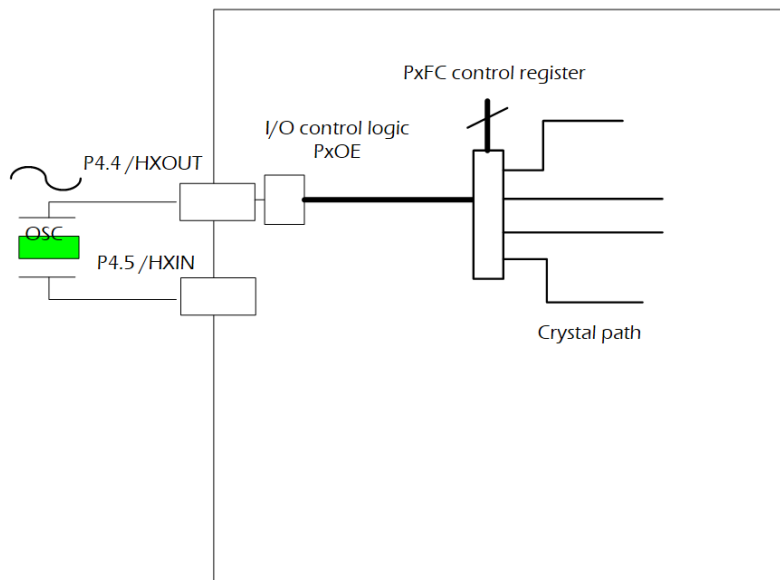 PxFC control register
I/O control logic
PxOE
P4.4 /HXOUT
OSC
P4.5 /HXIN
Crystal path